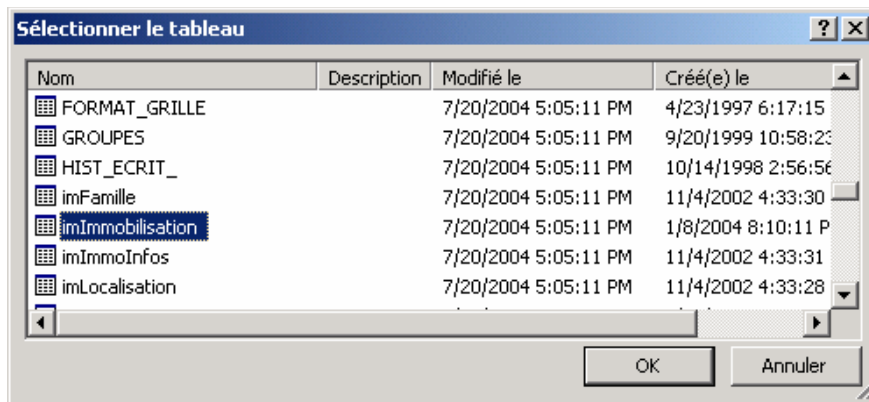 Sélectionner le tableau
Nom Description Modifié le Créé(e) le
FORMAT_GRILLE 7/20/2004 5:05:11 PM 4/23/1997 6:17:15
GROUPES 7/20/2004 5:05:11 PM 9/20/1999 10:58:23
HIST_ECRIT_ 7/20/2004 5:05:11 PM 10/14/1998 2:56:56
imFamille 7/20/2004 5:05:11 PM 11/4/2002 4:33:30
imImmobilisation 7/20/2004 5:05:11 PM 1/8/2004 8:10:11 P
imImmoInfos 7/20/2004 5:05:11 PM 11/4/2002 4:33:31
imLocalisation 7/20/2004 5:05:11 PM 11/4/2002 4:33:28
OK Annuler